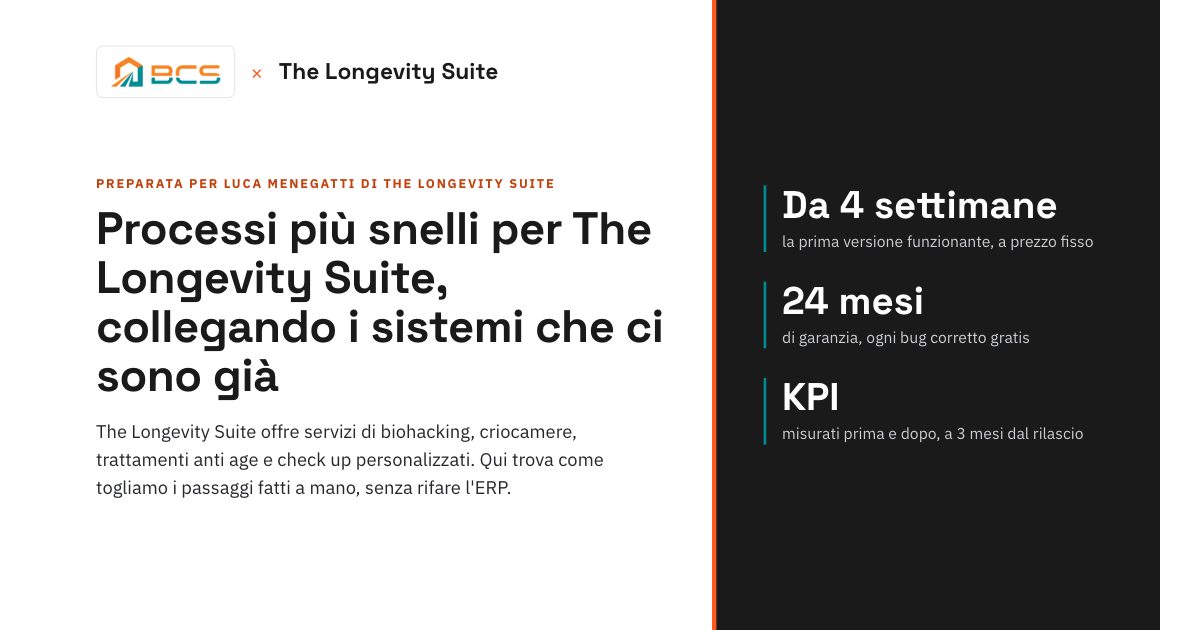 BCS × The Longevity Suite
PREPARATA PER LUCA MENEGATTI DI THE LONGEVITY SUITE
Processi più snelli per The
Longevity Suite,
collegando i sistemi che ci
sono già
The Longevity Suite offre servizi di biohacking, criocamere,
trattamenti anti age e check up personalizzati. Qui trova come
togliamo i passaggi fatti a mano, senza rifare l'ERP.
Da 4 settimane
la prima versione funzionante, a prezzo fisso
24 mesi
di garanzia, ogni bug corretto gratis
KPI
misurati prima e dopo, a 3 mesi dal rilascio